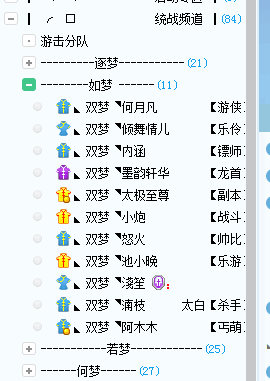 统战频道 (84)
游击分队
---------逐梦----------- (21)
--------如梦 ------ (11)
双梦 ◥何月凡 【游侠
双梦 ◥倾舞情儿 【乐伶
双梦 ◥内涵 【镖师
双梦 ◥墨韵轩华 【龙首
双梦 ◥太极至尊 【副本
双梦 ◥小炮 【战斗
双梦 ◥怒火 【帅比
双梦 ◥池小晚 【乐游
双梦 ◥淺笙
双梦 ◥滴枝 太白【杀手
双梦 ◥阿木木 【丐萌
-----------若梦------------ (25)
------何梦------ (27)